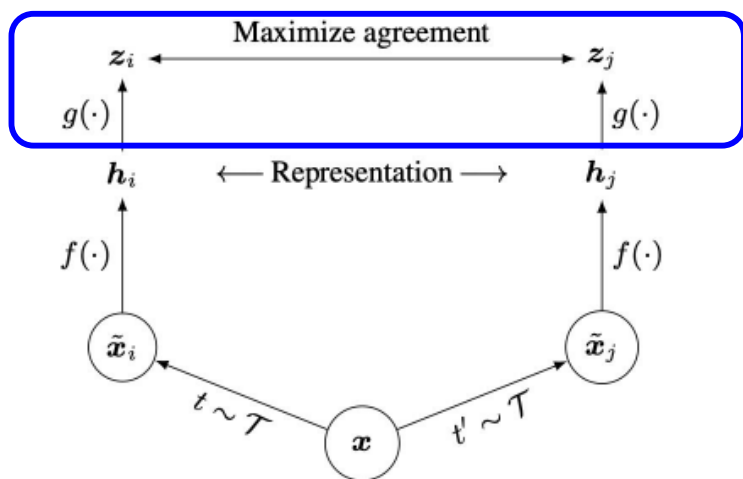 Maximize agreement
z_i z_j
g(·) g(·)
h_i ← Representation → h_j
f(·) f(·)
x̃_i x̃_j
t ~ 𝒯 t' ~ 𝒯
x